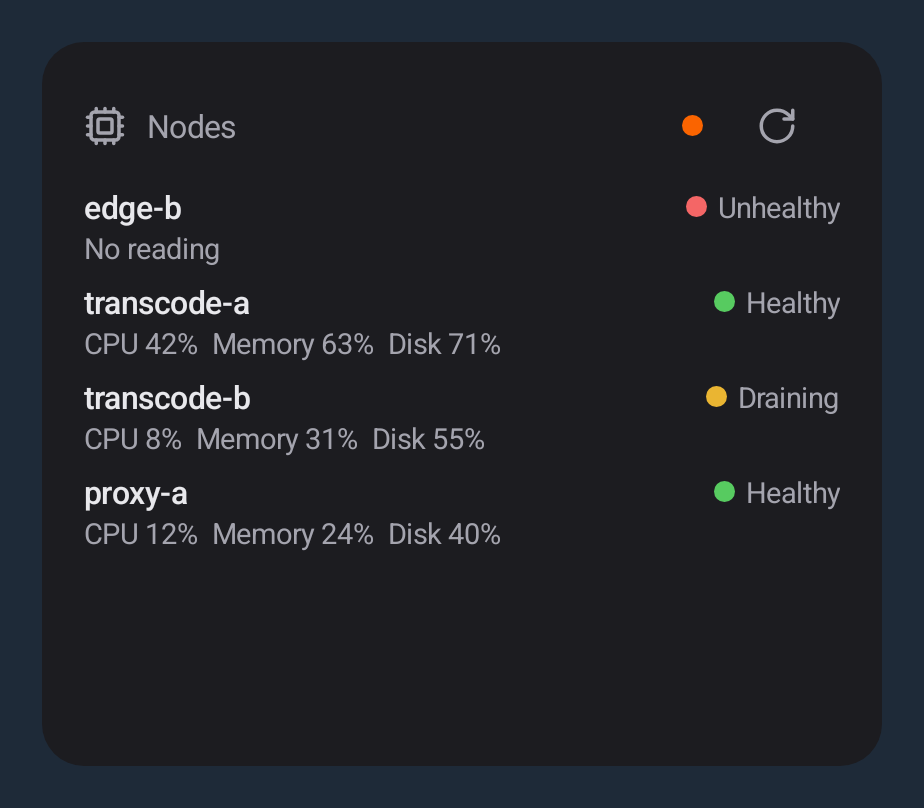 Nodes
edge-b Unhealthy
No reading
transcode-a Healthy
CPU 42% Memory 63% Disk 71%
transcode-b Draining
CPU 8% Memory 31% Disk 55%
proxy-a Healthy
CPU 12% Memory 24% Disk 40%